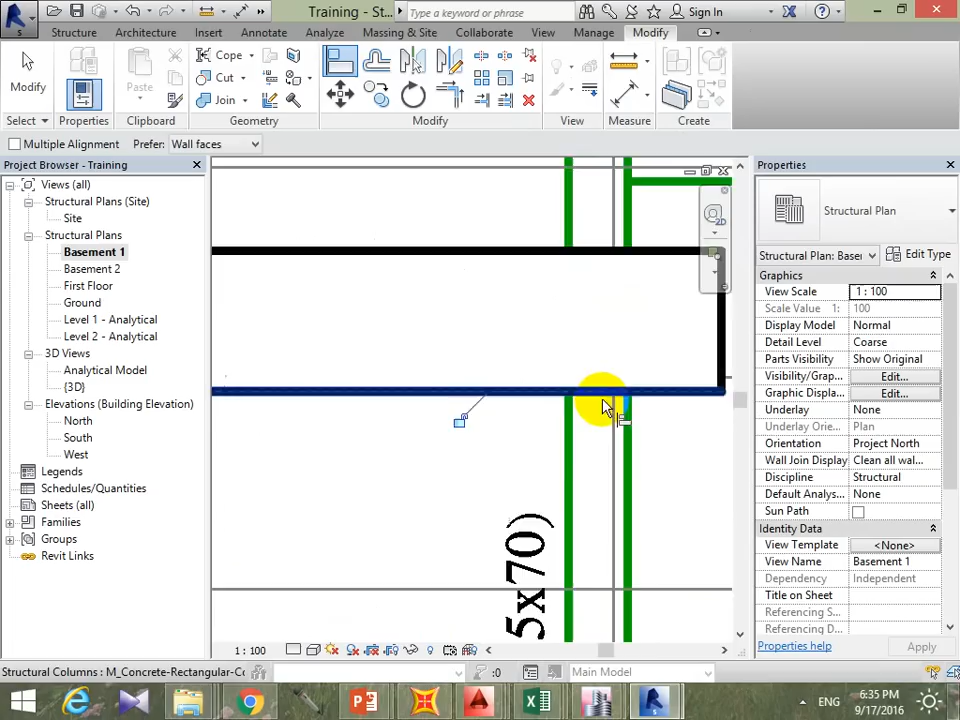 Training - St...
Type a keyword or phrase
Sign In
Structure
Architecture
Insert
Annotate
Analyze
Massing & Site
Collaborate
View
Manage
Modify
Modify
Paste
Cope
Cut
Join
Select
Properties
Clipboard
Geometry
Modify
View
Measure
Create
Multiple Alignment
Prefer:
Wall faces
Project Browser - Training
Views (all)
Structural Plans (Site)
Site
Structural Plans
Basement 1
Basement 2
First Floor
Ground
Level 1 - Analytical
Level 2 - Analytical
3D Views
Analytical Model
{3D}
Elevations (Building Elevation)
North
South
West
Legends
Schedules/Quantities
Sheets (all)
Families
Groups
Revit Links
2D
5x70)
Properties
Structural Plan
Structural Plan: Baser
Edit Type
Graphics
View Scale
1 : 100
Scale Value 1:
100
Display Model
Normal
Detail Level
Coarse
Parts Visibility
Show Original
Visibility/Grap...
Edit...
Graphic Displa...
Edit...
Underlay
None
Underlay Orie...
Plan
Orientation
Project North
Wall Join Display
Clean all wal...
Discipline
Structural
Default Analys...
None
Sun Path
Identity Data
View Template
<None>
View Name
Basement 1
Dependency
Independent
Title on Sheet
Referencing S...
Referencing D...
Properties help
Apply
1 : 100
Structural Columns : M_Concrete-Rectangular-C
:0
Main Model
ENG
6:35 PM
9/17/2016